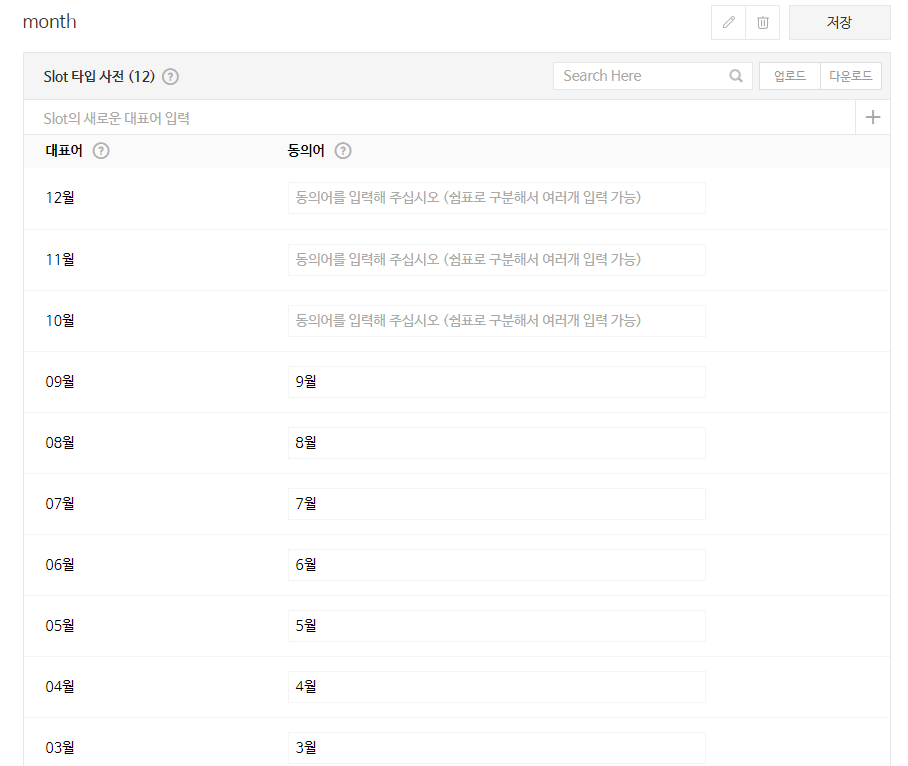 month
저장
Slot 타입 사전 (12) ?
Search Here
업로드
다운로드
Slot의 새로운 대표어 입력
대표어 ? 동의어 ?
12월 동의어를 입력해 주십시오 (쉼표로 구분해서 여러개 입력 가능)
11월 동의어를 입력해 주십시오 (쉼표로 구분해서 여러개 입력 가능)
10월 동의어를 입력해 주십시오 (쉼표로 구분해서 여러개 입력 가능)
09월 9월
08월 8월
07월 7월
06월 6월
05월 5월
04월 4월
03월 3월